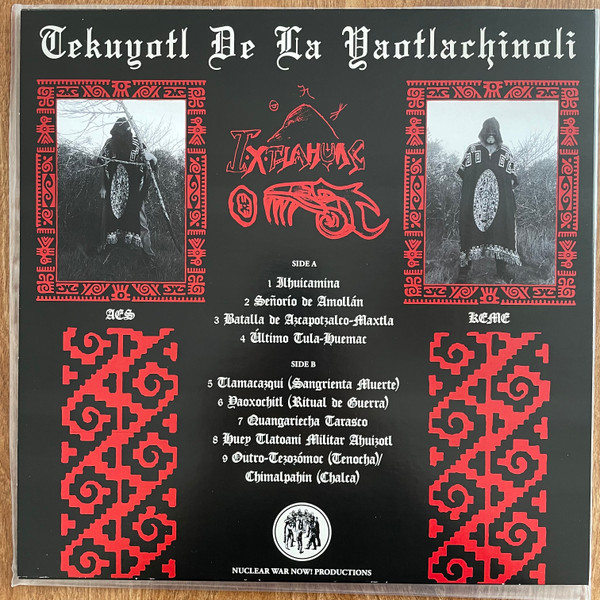 Tekuyotl De La Yaotlachinoli
IXTLAHUAC
SIDE A
1 Ilhuicamina
2 Señorío de Amollán
3 Batalla de Azcapotzalco-Maxtla
4 Último Tula-Huemac
AES
KEME
SIDE B
5 Tlamacazqui (Sangrienta Muerte)
6 Yaoxochitl (Ritual de Guerra)
7 Quangariecha Tarasco
8 Huey Tlatoani Militar Ahuizotl
9 Outro-Tezozómoc (Tenocha)/
Chimalpahin (Chalca)
NUCLEAR WAR NOW! PRODUCTIONS